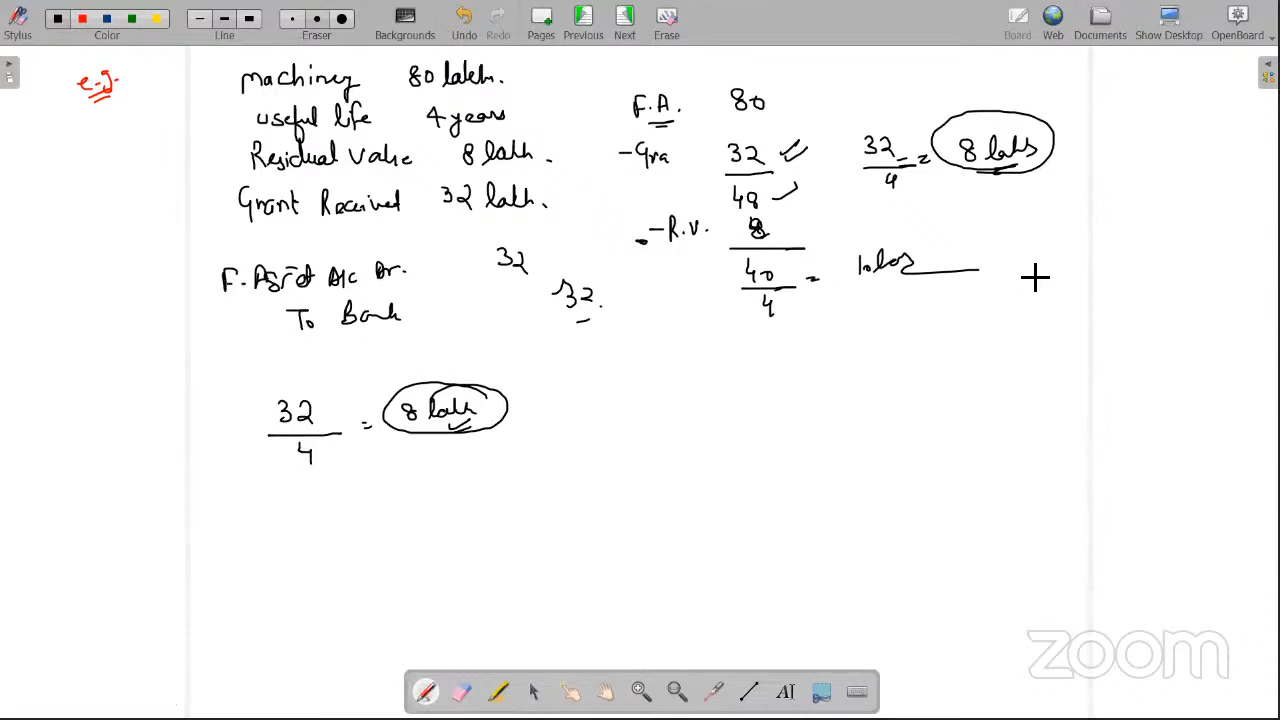 Stylus
Color
Line
Eraser
Backgrounds
Undo
Redo
Pages
Previous
Next
Erase
Board
Web
Documents
Show Desktop
OpenBoard
e.g.
machinery 80 lakh.
useful life 4 years
Residual Value 8 lakh.
Grant Received 32 lakh.
F. Asset A/c Dr. 32
To Bank 32.
32
4
= 8 lakh
F.A. 80
- Gra 32
48
- R.V. 8
40
4
= 10 lacs
32
4
= 8 lakhs
zoom